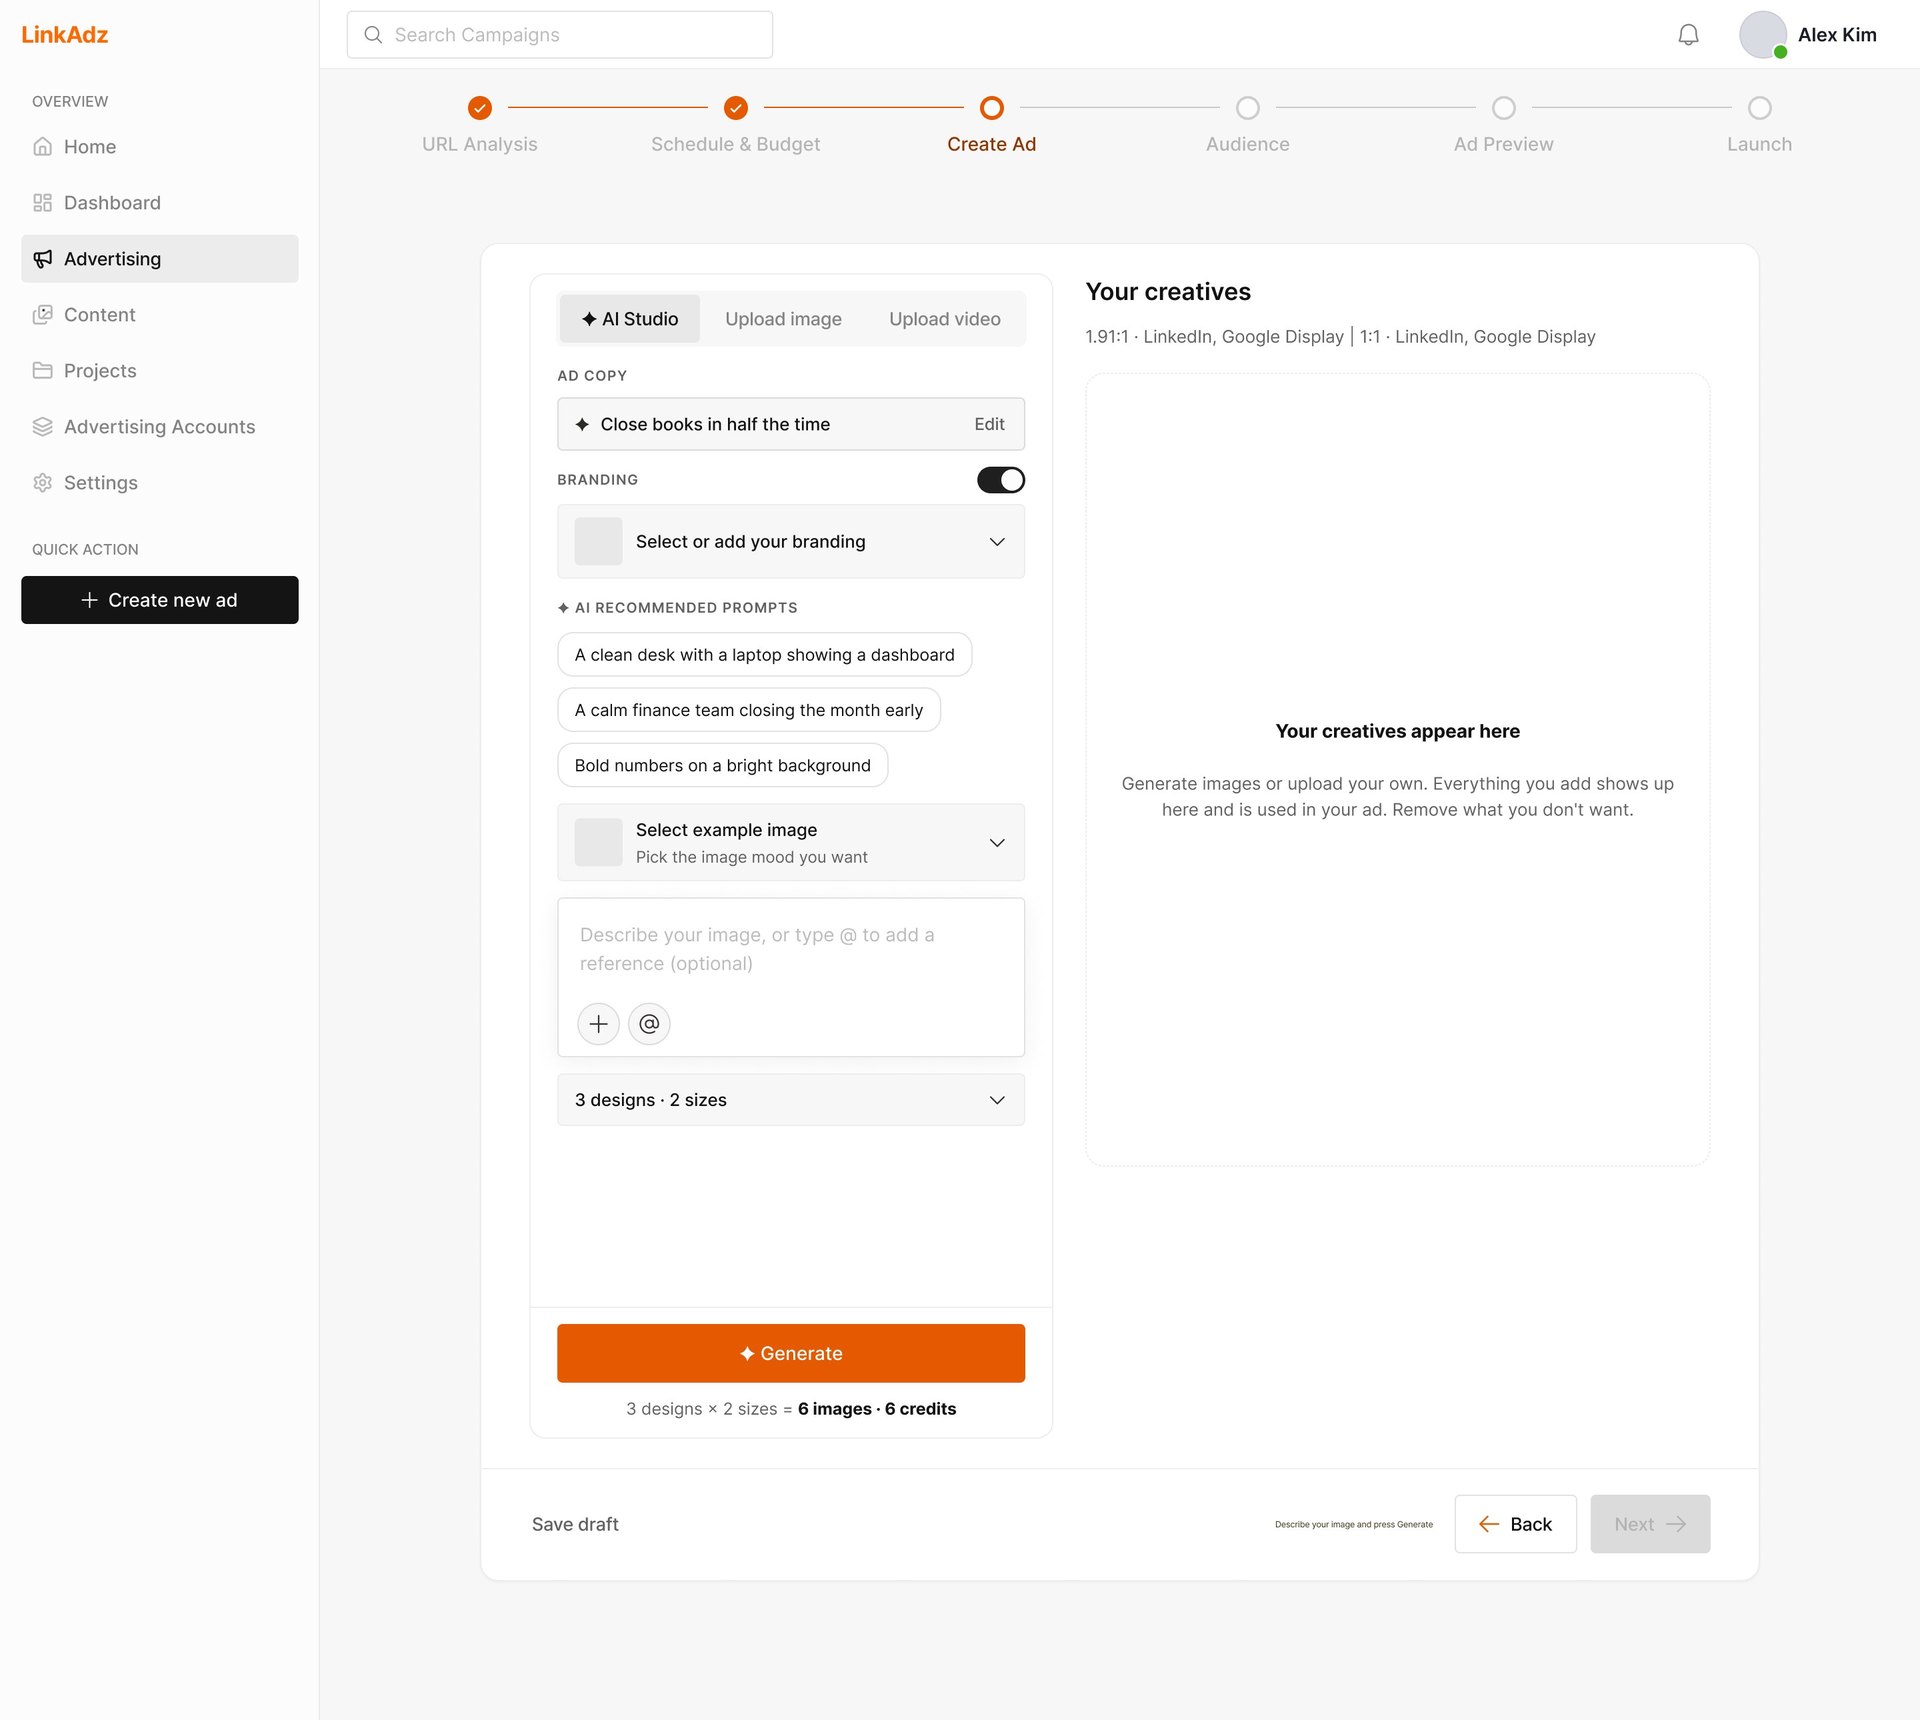 LinkAdz
Search Campaigns
Alex Kim
OVERVIEW
Home
Dashboard
Advertising
Content
Projects
Advertising Accounts
Settings
QUICK ACTION
Create new ad
URL Analysis
Schedule & Budget
Create Ad
Audience
Ad Preview
Launch
AI Studio
Upload image
Upload video
AD COPY
Close books in half the time
Edit
BRANDING
Select or add your branding
AI RECOMMENDED PROMPTS
A clean desk with a laptop showing a dashboard
A calm finance team closing the month early
Bold numbers on a bright background
Select example image
Pick the image mood you want
Describe your image, or type @ to add a
reference (optional)
@
3 designs · 2 sizes
Generate
3 designs × 2 sizes = 6 images · 6 credits
Your creatives
1.91:1 · LinkedIn, Google Display | 1:1 · LinkedIn, Google Display
Your creatives appear here
Generate images or upload your own. Everything you add shows up
here and is used in your ad. Remove what you don't want.
Save draft
Describe your image and press Generate
Back
Next